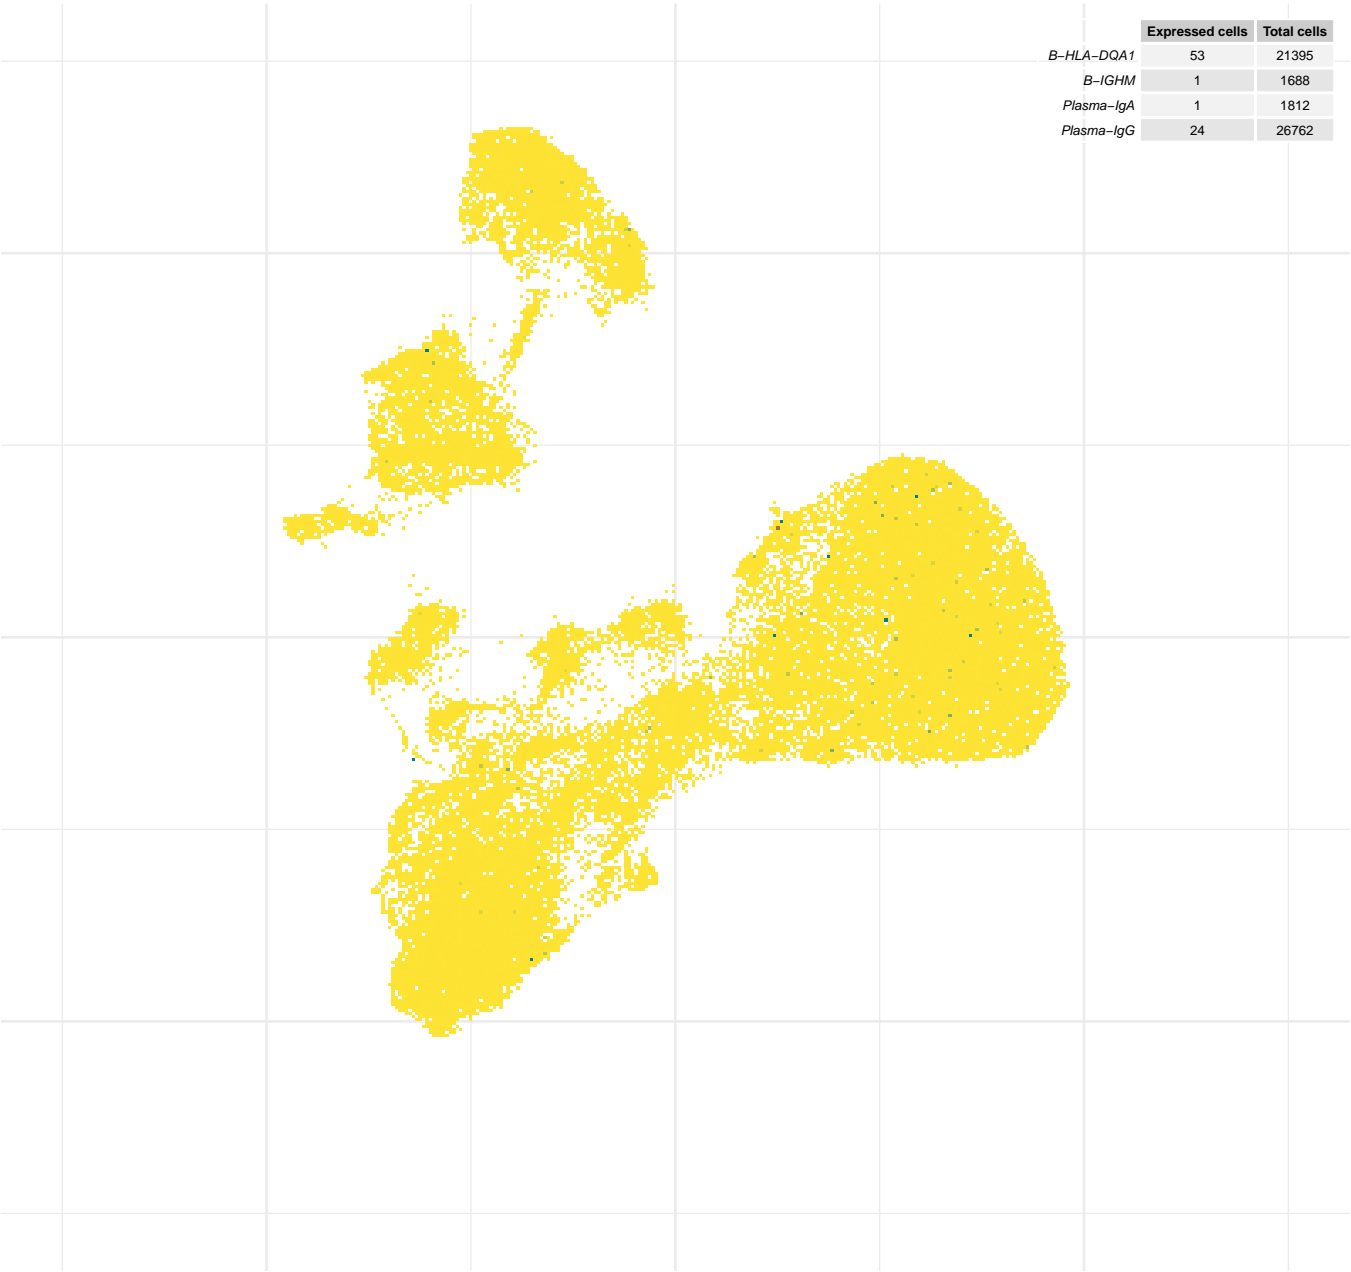 Expressed cells Total cells
B−HLA−DQA1 53 21395
B−IGHM 1 1688
Plasma−IgA 1 1812
Plasma−IgG 24 26762